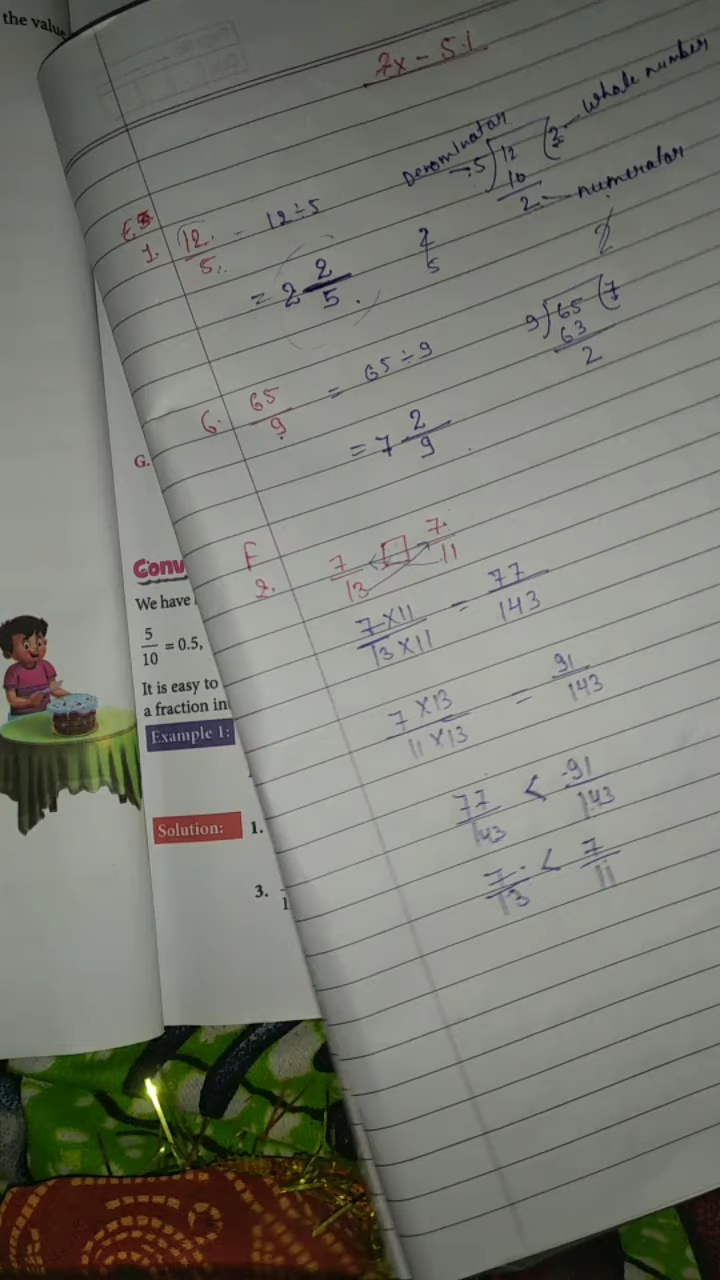 the value
Ex - 5.1
Denominator
whole number
5 12 (2
10
2
numerator
E.
1. 12/5 = 12÷5
= 2 2/5.
2/5
6. 65/9 = 65÷9
9 65 (7
63
2
= 7 2/9.
G.
F
2. 7/13 □ 7/11
7×11/13×11 = 77/143
7×13/11×13 = 91/143
77/143 < 91/143
7/13 < 7/11
Conv
We have
5/10 = 0.5,
It is easy to
a fraction in
Example 1:
Solution: 1.
3.
1